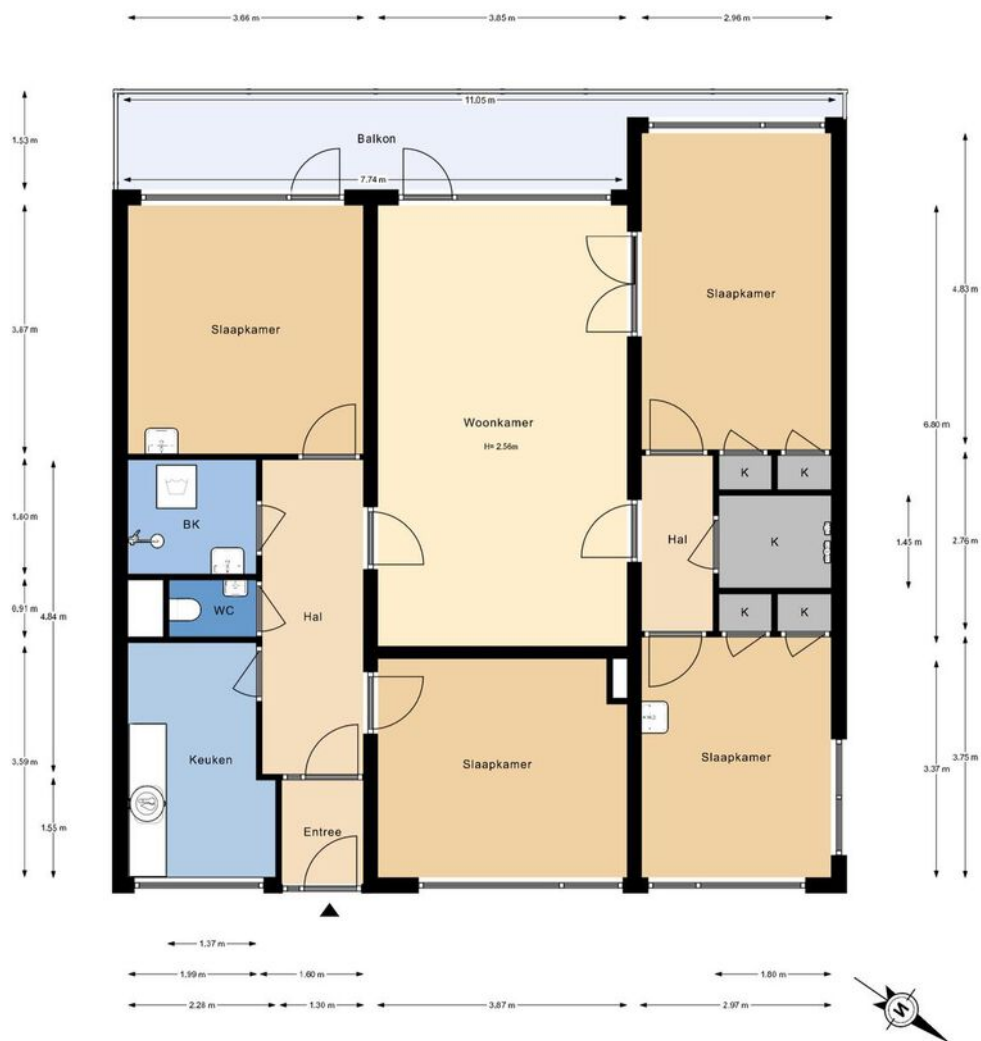 3.66 m
3.85 m
2.96 m
11.05 m
1.53 m
Balkon
7.74 m
3.87 m
Slaapkamer
Slaapkamer
4.83 m
Woonkamer
H= 2.56m
6.80 m
1.80 m
BK
K
K
Hal
K
1.45 m
2.76 m
0.91 m
4.84 m
WC
Hal
K
K
3.59 m
Keuken
Slaapkamer
Slaapkamer
3.37 m
3.75 m
1.55 m
Entree
1.37 m
1.99 m
1.60 m
1.80 m
2.28 m
1.30 m
3.87 m
2.97 m
N